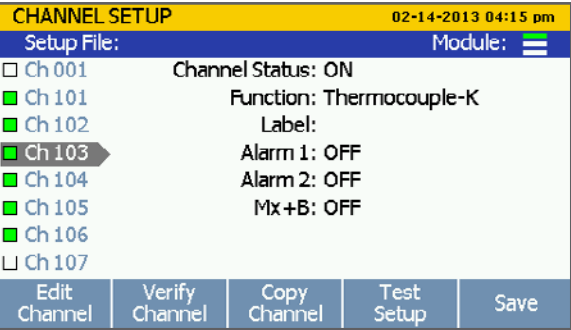 CHANNEL SETUP 02-14-2013 04:15 pm
Setup File: Module:
Ch 001 Channel Status: ON
Ch 101 Function: Thermocouple-K
Ch 102 Label:
Ch 103 Alarm 1: OFF
Ch 104 Alarm 2: OFF
Ch 105 Mx+B: OFF
Ch 106
Ch 107
Edit Channel Verify Channel Copy Channel Test Setup Save